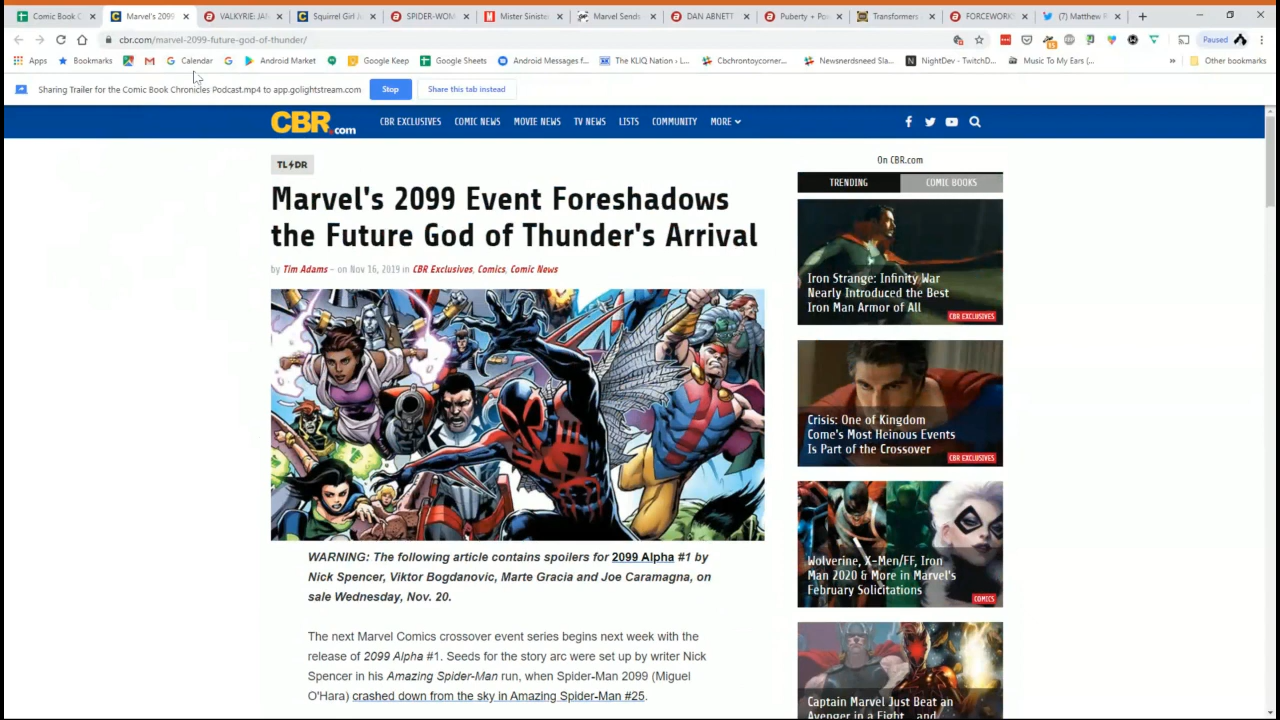 Comic Book C
Marvel's 2099
VALKYRIE: JAN
Squirrel Girl J
SPIDER-WOM
Mister Siniste
Marvel Sends
DAN ABNETT
Puberty + Po
Transformers
FORCEWORK
(7) Matthew R
cbr.com/marvel-2099-future-god-of-thunder/
Paused
Apps
Bookmarks
Calendar
Android Market
Google Keep
Google Sheets
Android Messages f...
The KLIQ Nation › L...
Cbchrontoycorner...
Newsnerdsneed Sla...
NightDev - TwitchD...
Music To My Ears (...
Other bookmarks
Sharing Trailer for the Comic Book Chronicles Podcast.mp4 to app.golightstream.com
Stop
Share this tab instead
CBR.com
CBR EXCLUSIVES
COMIC NEWS
MOVIE NEWS
TV NEWS
LISTS
COMMUNITY
MORE
TL DR
Marvel's 2099 Event Foreshadows
the Future God of Thunder's Arrival
by Tim Adams – on Nov 16, 2019 in CBR Exclusives, Comics, Comic News
WARNING: The following article contains spoilers for 2099 Alpha #1 by
Nick Spencer, Viktor Bogdanovic, Marte Gracia and Joe Caramagna, on
sale Wednesday, Nov. 20.
The next Marvel Comics crossover event series begins next week with the
release of 2099 Alpha #1. Seeds for the story arc were set up by writer Nick
Spencer in his Amazing Spider-Man run, when Spider-Man 2099 (Miguel
O'Hara) crashed down from the sky in Amazing Spider-Man #25.
On CBR.com
TRENDING
COMIC BOOKS
Iron Strange: Infinity War
Nearly Introduced the Best
Iron Man Armor of All
CBR EXCLUSIVES
Crisis: One of Kingdom
Come's Most Heinous Events
Is Part of the Crossover
CBR EXCLUSIVES
Wolverine, X-Men/FF, Iron
Man 2020 & More in Marvel's
February Solicitations
COMICS
Captain Marvel Just Beat an
Avenger in a Fight... and